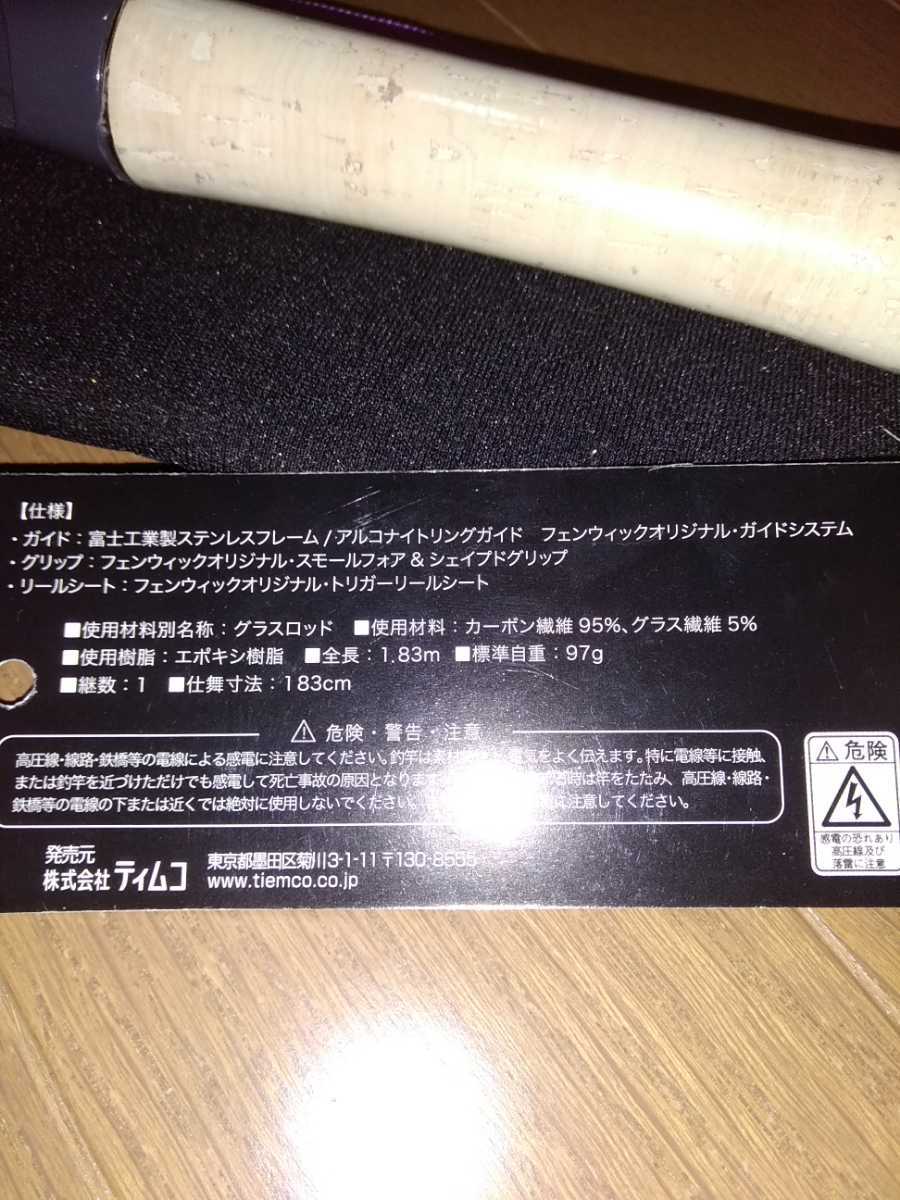 【仕様】
・ガイド：富士工業製ステンレスフレーム/アルコナイトリングガイド　フェンウィックオリジナル・ガイドシステム
・グリップ：フェンウィックオリジナル・スモールフォア＆シェイプドグリップ
・リールシート：フェンウィックオリジナル・トリガーリールシート
■使用材料別名称：グラスロッド　■使用材料：カーボン繊維95%、グラス繊維5%
■使用樹脂：エポキシ樹脂　■全長：1.83m　■標準自重：97g
■継数：1　■仕舞寸法：183cm
⚠ 危険・警告・注意
高圧線・線路・鉄橋等の電線による感電に注意してください。釣竿は素材 気をよく伝えます。特に電線等に接触、
または釣竿を近づけただけでも感電して死亡事故の原因となります 時は竿をたたみ、高圧線・線路・
鉄橋等の電線の下または近くでは絶対に使用しないでください。 注意してください。
⚠ 危険
感電の恐れあり
高圧線及び
落雷に注意
発売元
株式会社 ティムコ
東京都墨田区菊川3-1-11 〒130-8555
www.tiemco.co.jp